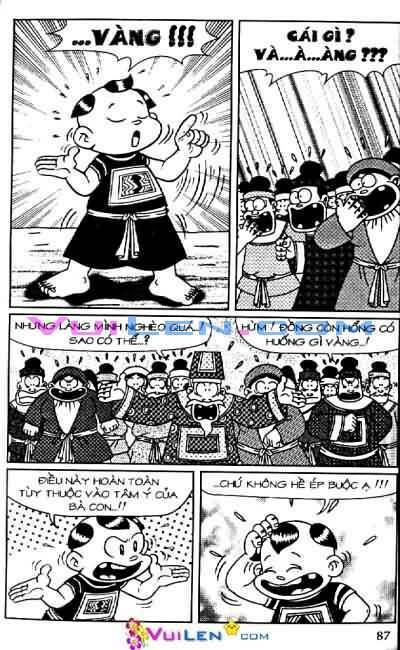 ...VÀNG!!!
CÁI GÌ?
VÀ...À...ÀNG???
NHƯNG LÀNG MÌNH NGHÈO QUÁ...
SAO CÓ THỂ...?
HỪM! ĐỒNG CÒN HỔNG CÓ
HUỐNG GÌ VÀNG...!
VUILEN.COM
ĐIỀU NÀY HOÀN TOÀN
TÙY THUỘC VÀO TÂM Ý CỦA
BÀ CON...!!
...CHỨ KHÔNG HỀ ÉP BUỘC Ạ!!!
VUILEN.COM
87